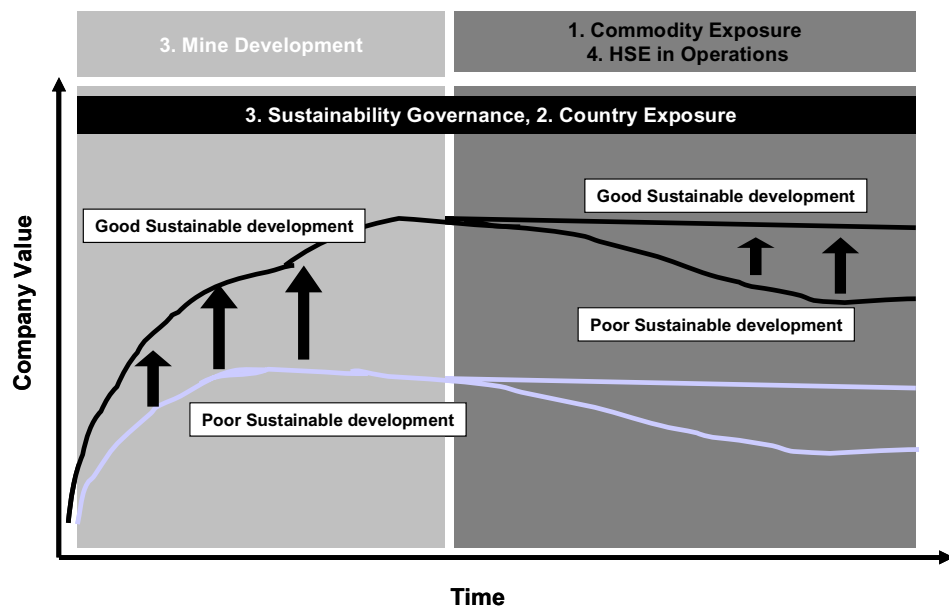 3. Mine Development
1. Commodity Exposure
4. HSE in Operations
3. Sustainability Governance, 2. Country Exposure
Good Sustainable development
Good Sustainable development
Poor Sustainable development
Poor Sustainable development
Company Value
Time